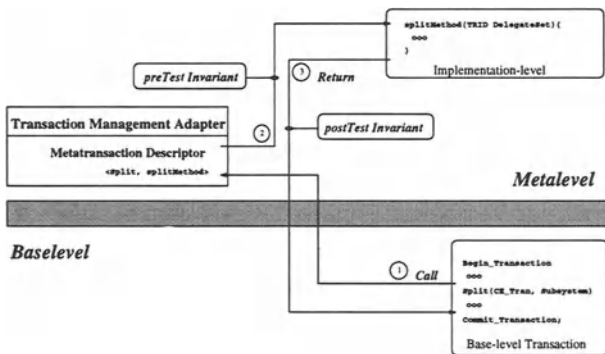 splitMethod(TRID DelegateSet){
ooo
}
Implementation-level
preTest Invariant
3 Return
postTest Invariant
Transaction Management Adapter
Metatransaction Descriptor
<Split, splitMethod>
2
Metalevel
Baselevel
1 Call
Begin_Transaction
ooo
Split(CE_Tran, Subsystem)
ooo
Commit_Transaction;
Base-level Transaction